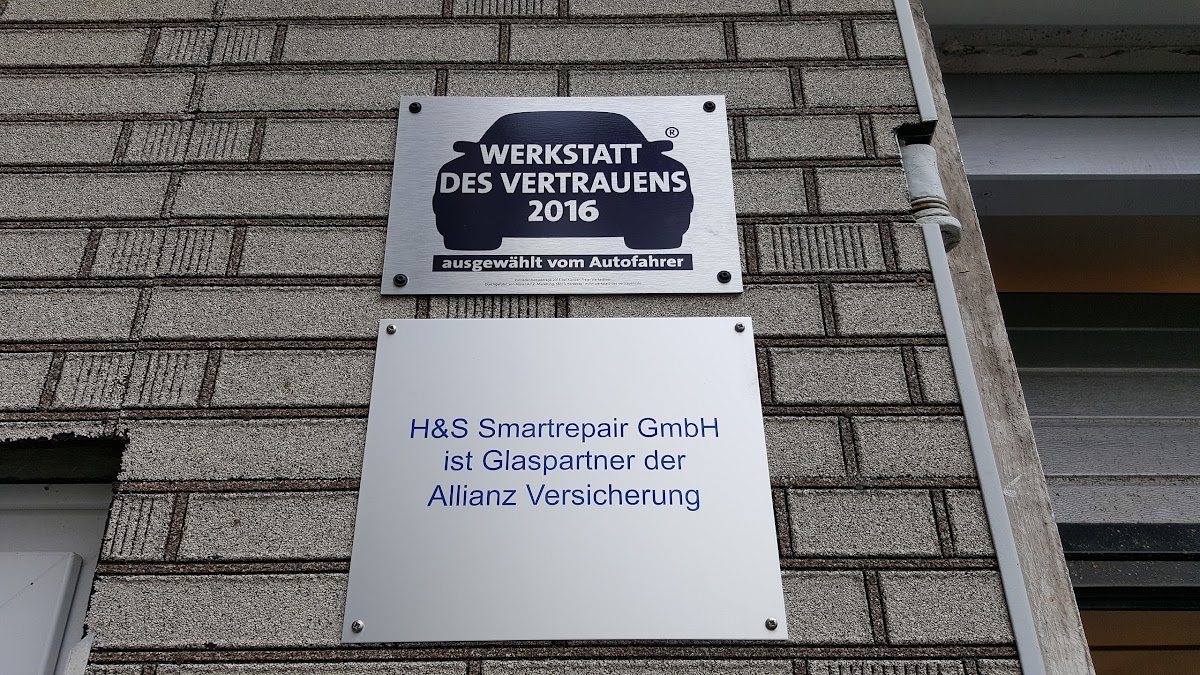 ®
WERKSTATT
DES VERTRAUENS
2016
ausgewählt vom Autofahrer
H&S Smartrepair GmbH
ist Glaspartner der
Allianz Versicherung